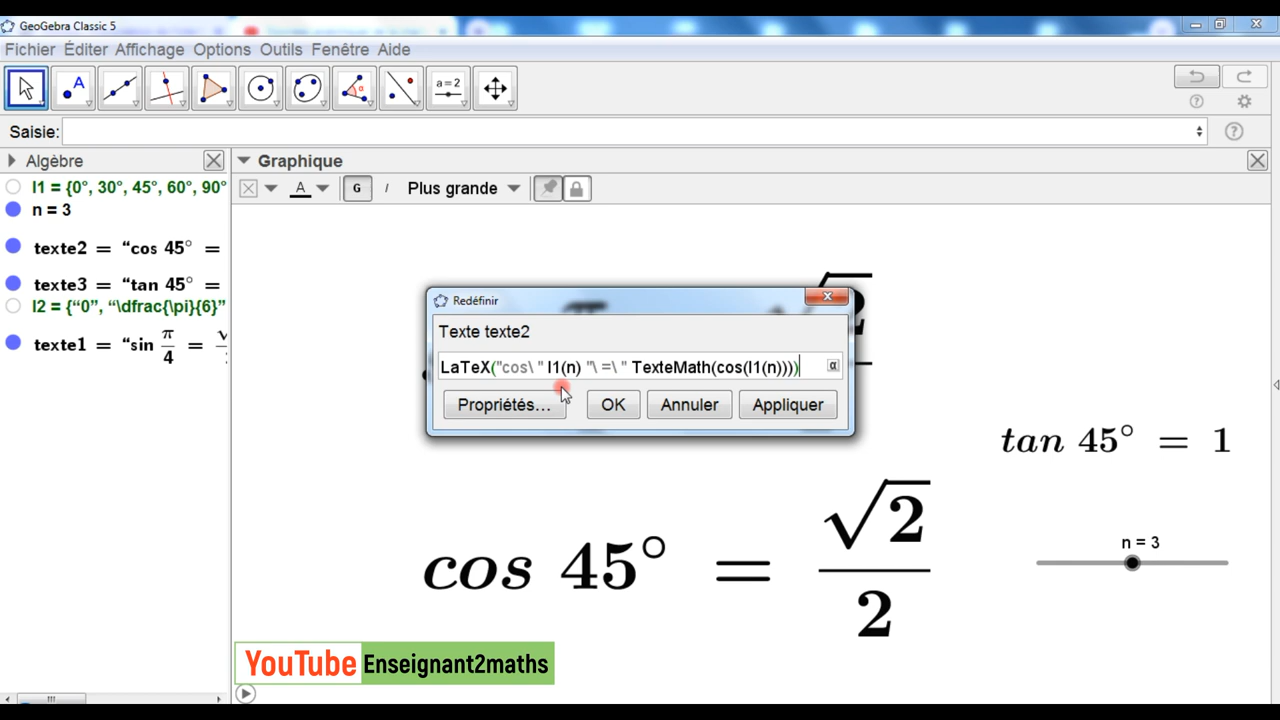 GeoGebra Classic 5
Fichier Éditer Affichage Options Outils Fenêtre Aide
A
α
a = 2
Saisie:
Algèbre
Graphique
A G I Plus grande
l1 = {0°, 30°, 45°, 60°, 90°
n = 3
texte2 = “cos 45° =
texte3 = “tan 45° =
l2 = {“0”, “\dfrac{\pi}{6}”
texte1 = “sin π/4 =
Redéfinir
Texte texte2
LaTeX("cos\ " l1(n) "\ =\ " TexteMath(cos(l1(n))))
α
Propriétés… OK Annuler Appliquer
tan 45° = 1
cos 45° = √2/2
n = 3
YouTube Enseignant2maths